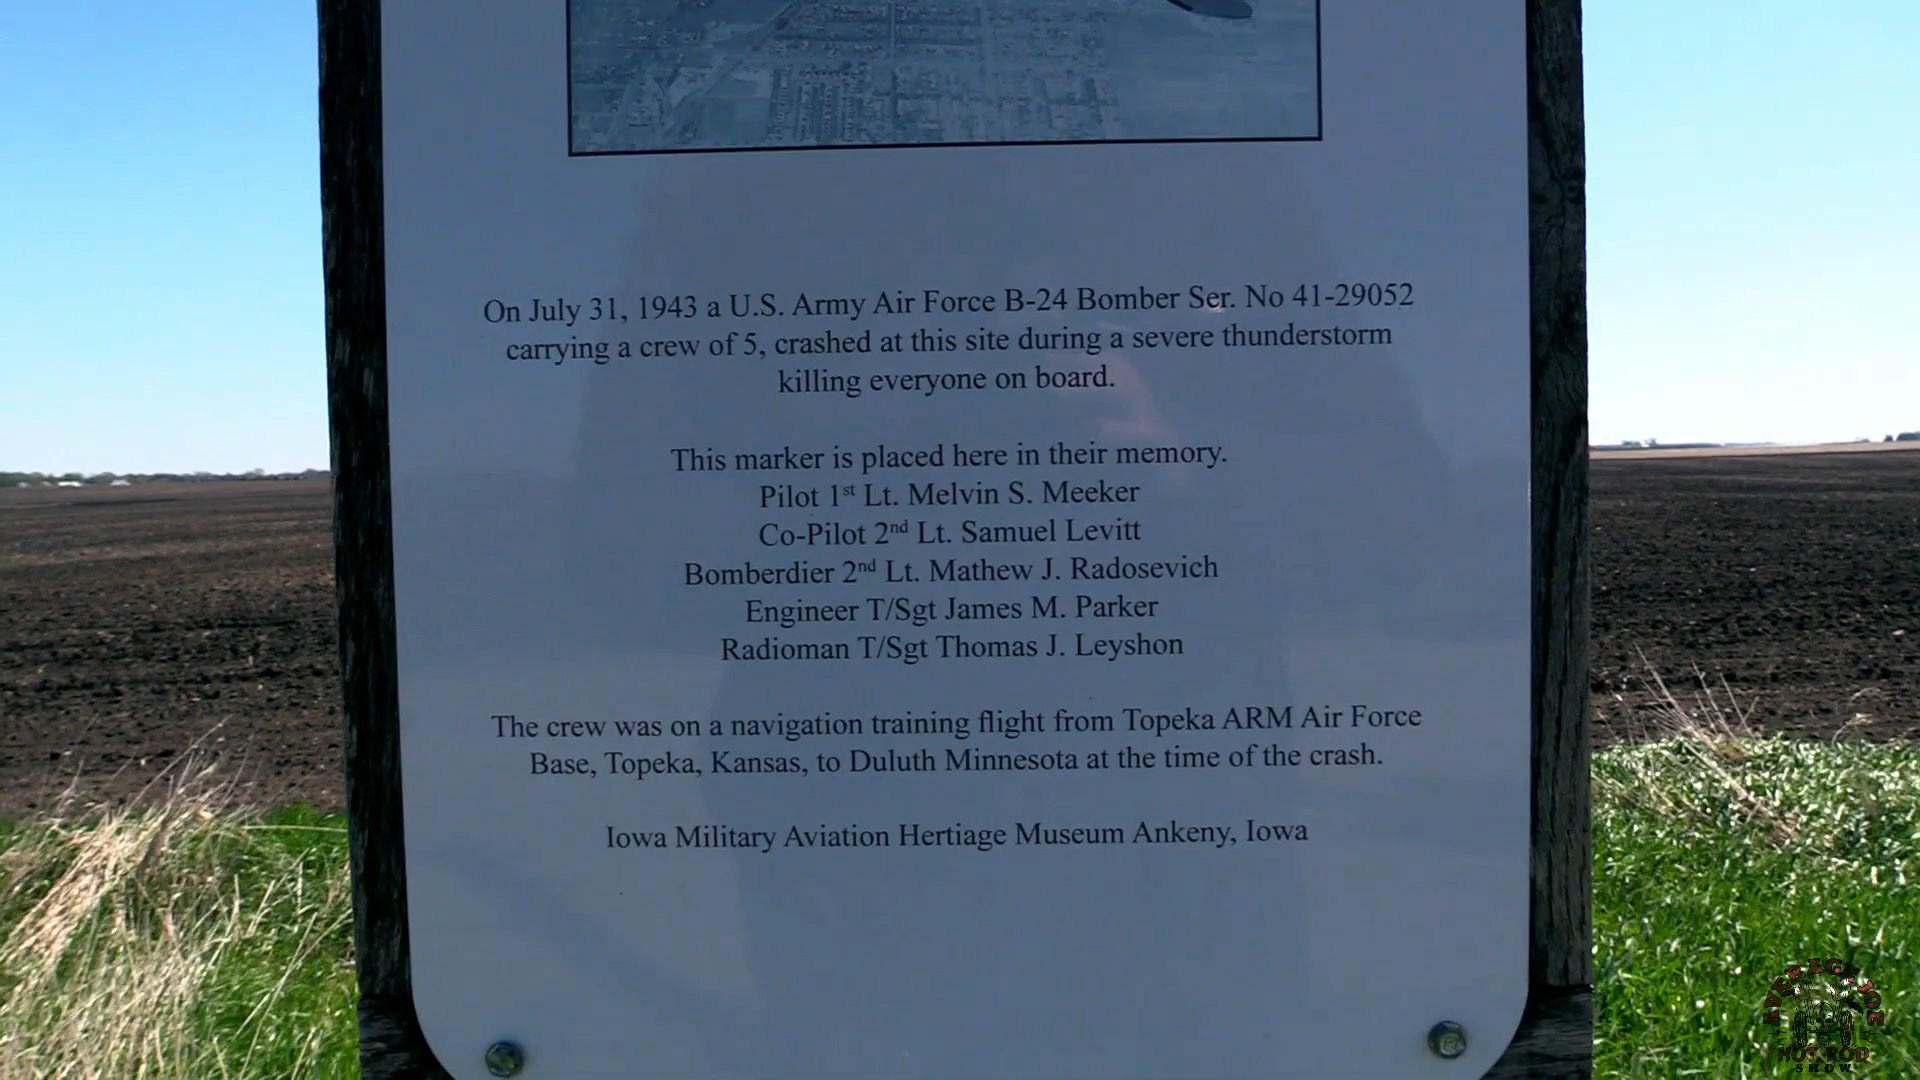 On July 31, 1943 a U.S. Army Air Force B-24 Bomber Ser. No 41-29052
carrying a crew of 5, crashed at this site during a severe thunderstorm
killing everyone on board.
This marker is placed here in their memory.
Pilot 1st Lt. Melvin S. Meeker
Co-Pilot 2nd Lt. Samuel Levitt
Bomberdier 2nd Lt. Mathew J. Radosevich
Engineer T/Sgt James M. Parker
Radioman T/Sgt Thomas J. Leyshon
The crew was on a navigation training flight from Topeka ARM Air Force
Base, Topeka, Kansas, to Duluth Minnesota at the time of the crash.
Iowa Military Aviation Hertiage Museum Ankeny, Iowa
AVERAGE JOE
HOT ROD
SHOW